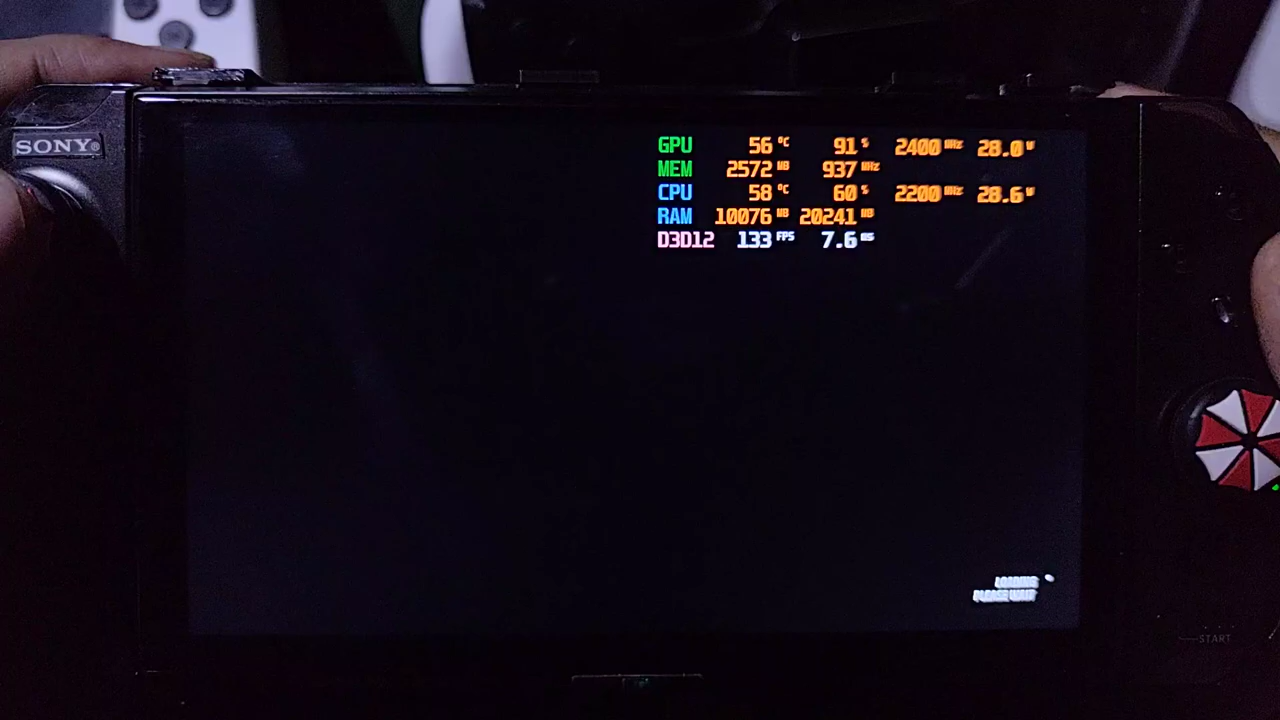 SONY®
GPU 56 °C 91 % 2400 MHz 28.0 W
MEM 2572 MB 937 MHz
CPU 58 °C 60 % 2200 MHz 28.6 W
RAM 10076 MB 20241 MB
D3D12 133 FPS 7.6 ms
LOADING
PLEASE WAIT
START